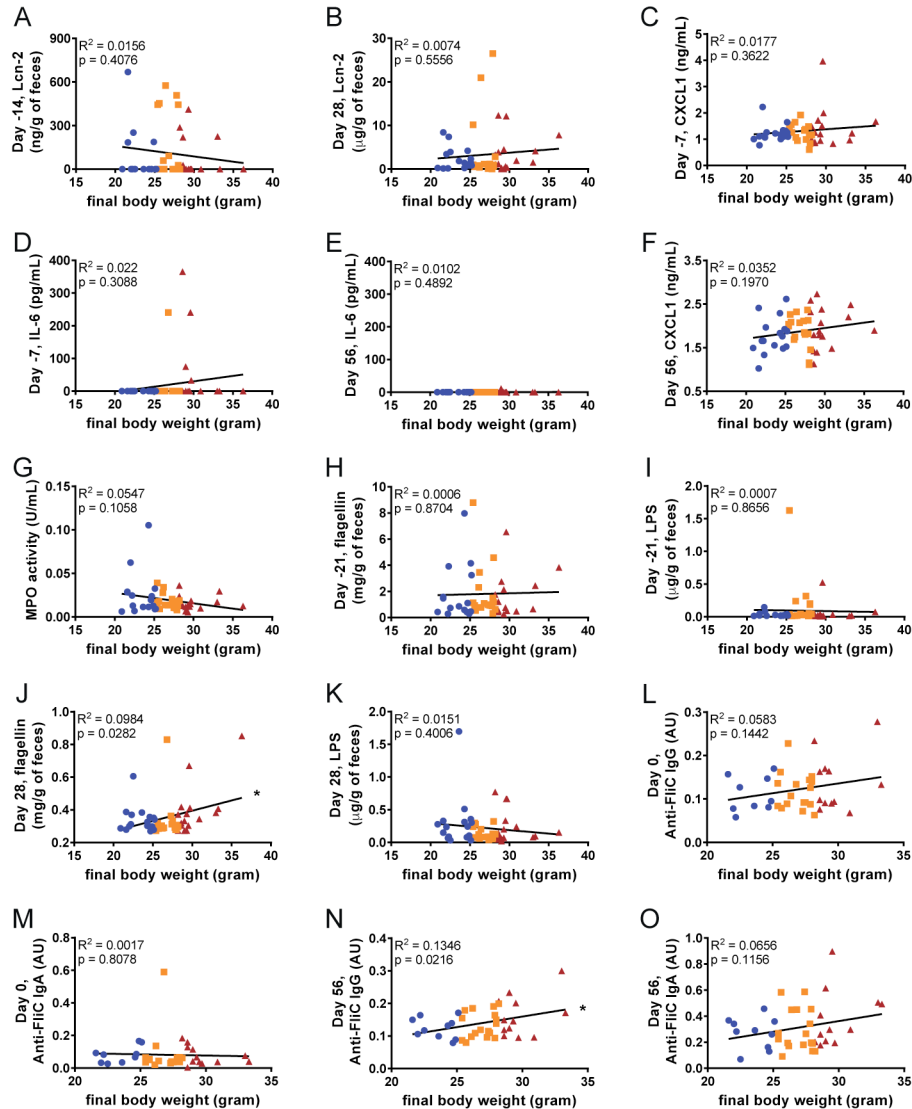 A
Day -14, Lcn-2
(ng/g of feces)
R² = 0.0156
p = 0.4076
900
600
300
0
15 20 25 30 35 40
final body weight (gram)
B
Day 28, Lcn-2
(μg/g of feces)
R² = 0.0074
p = 0.5556
30
20
10
0
15 20 25 30 35 40
final body weight (gram)
C
Day -7, CXCL1 (ng/mL)
R² = 0.0177
p = 0.3622
5
4
3
2
1
0
15 20 25 30 35 40
final body weight (gram)
D
Day -7, IL-6 (pg/mL)
R² = 0.022
p = 0.3088
400
300
200
100
0
15 20 25 30 35 40
final body weight (gram)
E
Day 56, IL-6 (pg/mL)
R² = 0.0102
p = 0.4892
400
300
200
100
0
15 20 25 30 35 40
final body weight (gram)
F
Day 56, CXCL1 (ng/mL)
R² = 0.0352
p = 0.1970
3.5
2.5
1.5
0.5
15 20 25 30 35 40
final body weight (gram)
G
MPO activity (U/mL)
R² = 0.0547
p = 0.1058
0.15
0.10
0.05
0.00
15 20 25 30 35 40
final body weight (gram)
H
Day -21, flagellin
(mg/g of feces)
R² = 0.0006
p = 0.8704
10
8
6
4
2
0
15 20 25 30 35 40
final body weight (gram)
I
Day -21, LPS
(μg/g of feces)
R² = 0.0007
p = 0.8656
2.0
1.5
1.0
0.5
0.0
15 20 25 30 35 40
final body weight (gram)
J
Day 28, flagellin
(mg/g of feces)
R² = 0.0984
p = 0.0282
1.0
0.8
0.6
0.4
0.2
*
15 20 25 30 35 40
final body weight (gram)
K
Day 28, LPS
(μg/g of feces)
R² = 0.0151
p = 0.4006
2.0
1.5
1.0
0.5
0.0
15 20 25 30 35 40
final body weight (gram)
L
Day 0,
Anti-FliC IgG (AU)
R² = 0.0583
p = 0.1442
0.3
0.2
0.1
0.0
20 25 30 35
final body weight (gram)
M
Day 0,
Anti-FliC IgA (AU)
R² = 0.0017
p = 0.8078
0.8
0.6
0.4
0.2
0.0
20 25 30 35
final body weight (gram)
N
Day 56,
Anti-FliC IgG (AU)
R² = 0.1346
p = 0.0216
0.4
0.3
0.2
0.1
0.0
*
20 25 30 35
final body weight (gram)
O
Day 56,
Anti-FliC IgA (AU)
R² = 0.0656
p = 0.1156
1.0
0.8
0.6
0.4
0.2
0.0
20 25 30 35
final body weight (gram)